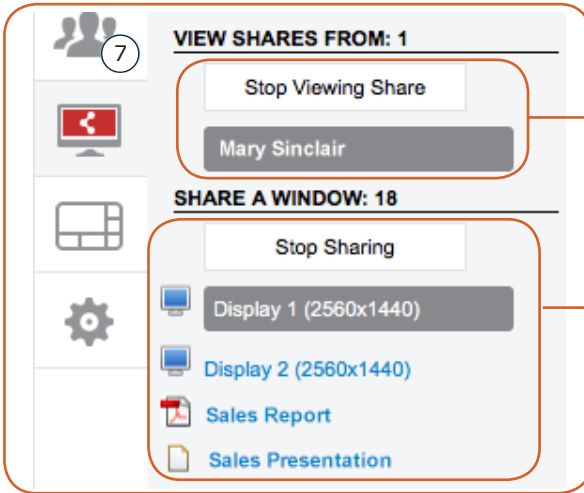 7
VIEW SHARES FROM: 1
Stop Viewing Share
Mary Sinclair
SHARE A WINDOW: 18
Stop Sharing
Display 1 (2560x1440)
Display 2 (2560x1440)
Sales Report
Sales Presentation